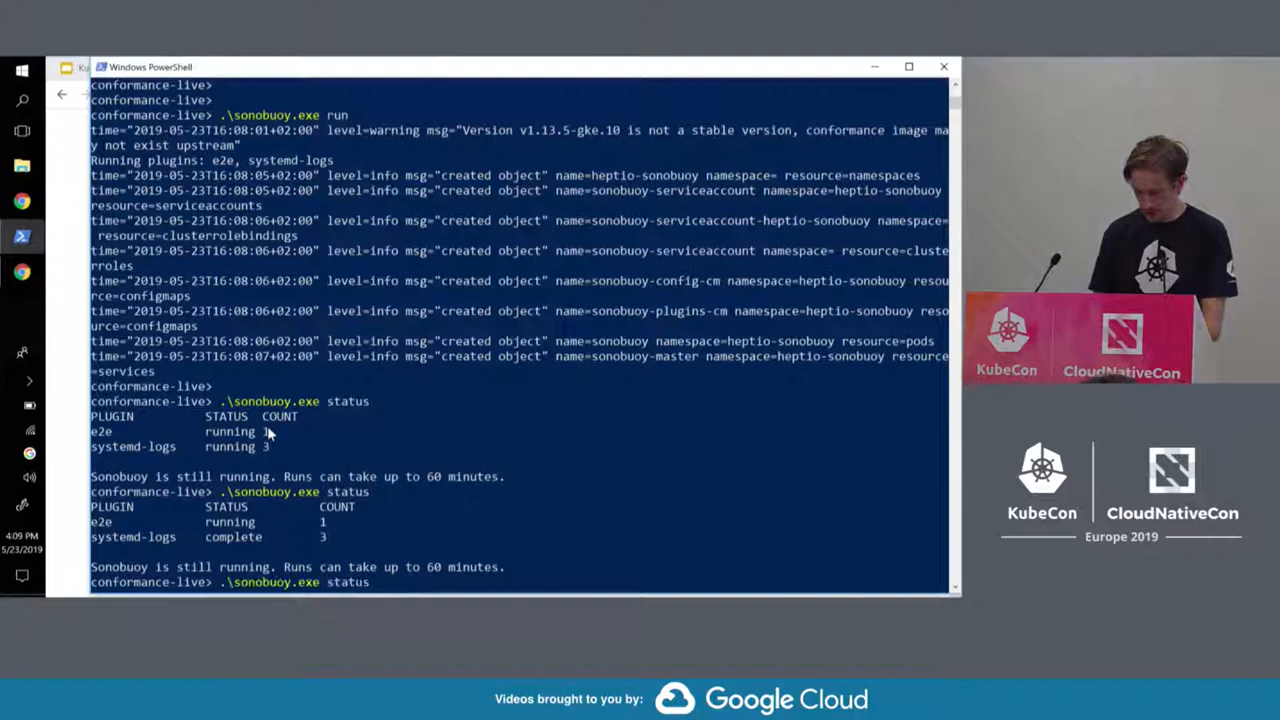 Ku
Windows PowerShell
conformance-live>
conformance-live>
conformance-live> .\sonobuoy.exe run
time="2019-05-23T16:08:01+02:00" level=warning msg="Version v1.13.5-gke.10 is not a stable version, conformance image ma
y not exist upstream"
Running plugins: e2e, systemd-logs
time="2019-05-23T16:08:05+02:00" level=info msg="created object" name=heptio-sonobuoy namespace= resource=namespaces
time="2019-05-23T16:08:06+02:00" level=info msg="created object" name=sonobuoy-serviceaccount namespace=heptio-sonobuoy
resource=serviceaccounts
time="2019-05-23T16:08:06+02:00" level=info msg="created object" name=sonobuoy-serviceaccount-heptio-sonobuoy namespace=
resource=clusterrolebindings
time="2019-05-23T16:08:06+02:00" level=info msg="created object" name=sonobuoy-serviceaccount namespace= resource=cluste
rroles
time="2019-05-23T16:08:06+02:00" level=info msg="created object" name=sonobuoy-config-cm namespace=heptio-sonobuoy resou
rce=configmaps
time="2019-05-23T16:08:06+02:00" level=info msg="created object" name=sonobuoy-plugins-cm namespace=heptio-sonobuoy reso
urce=configmaps
time="2019-05-23T16:08:06+02:00" level=info msg="created object" name=sonobuoy namespace=heptio-sonobuoy resource=pods
time="2019-05-23T16:08:07+02:00" level=info msg="created object" name=sonobuoy-master namespace=heptio-sonobuoy resource
=services
conformance-live>
conformance-live> .\sonobuoy.exe status
PLUGIN STATUS COUNT
e2e running 1
systemd-logs running 3
Sonobuoy is still running. Runs can take up to 60 minutes.
conformance-live> .\sonobuoy.exe status
PLUGIN STATUS COUNT
e2e running 1
systemd-logs complete 3
Sonobuoy is still running. Runs can take up to 60 minutes.
conformance-live> .\sonobuoy.exe status
4:09 PM
5/23/2019
KubeCon
CloudNativeCon
KubeCon
CloudNativeCon
Europe 2019
Videos brought to you by:
Google Cloud